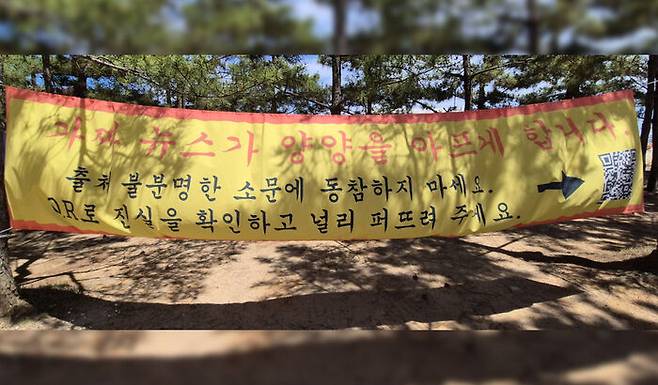 가짜 뉴스가 양양을 아프게 합니다.
출처 불분명한 소문에 동참하지 마세요.
Q.R로 진실을 확인하고 널리 퍼뜨려 주세요.